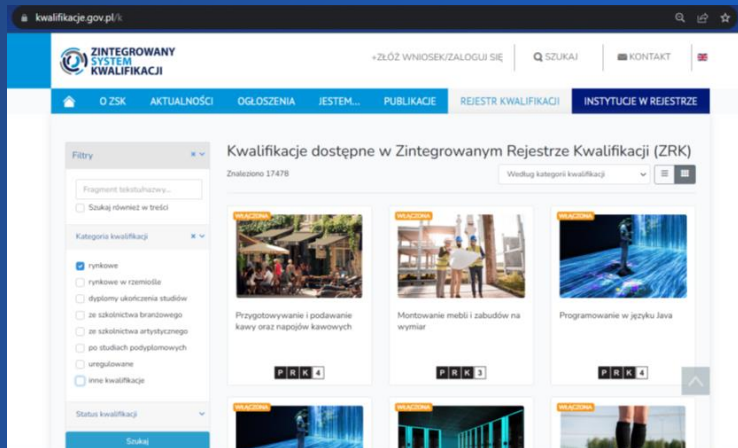 kwalifikacje.gov.pl/k
ZINTEGROWANY
SYSTEM
KWALIFIKACJI
+ZŁÓŻ WNIOSEK/ZALOGUJ SIĘ
SZUKAJ
KONTAKT
O ZSK
AKTUALNOŚCI
OGŁOSZENIA
JESTEM...
PUBLIKACJE
REJESTR KWALIFIKACJI
INSTYTUCJE W REJESTRZE
Filtry
Fragment tekstu/nazwy...
Szukaj również w treści
Kategoria kwalifikacji
rynkowe
rynkowe w rzemiośle
dyplomy ukończenia studiów
ze szkolnictwa branżowego
ze szkolnictwa artystycznego
po studiach podyplomowych
uregulowane
inne kwalifikacje
Status kwalifikacji
Szukaj
Kwalifikacje dostępne w Zintegrowanym Rejestrze Kwalifikacji (ZRK)
Znaleziono 17478
Według kategorii kwalifikacji
WŁĄCZONA
Przygotowywanie i podawanie
kawy oraz napojów kawowych
PRK 4
WŁĄCZONA
Montowanie mebli i zabudów na
wymiar
PRK 3
WŁĄCZONA
Programowanie w języku Java
PRK 4
WŁĄCZONA
WŁĄCZONA
WŁĄCZONA